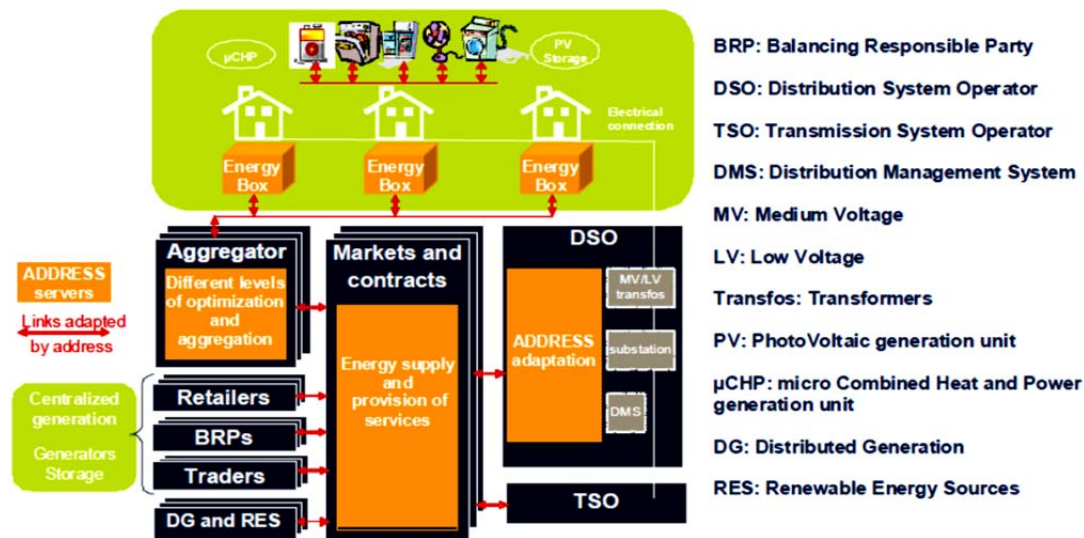 µCHP
PV
Storage
Electrical
connection
Energy
Box
Energy
Box
Energy
Box
Aggregator
Different levels
of optimization
and
aggregation
Markets and
contracts
Energy supply
and
provision of
services
DSO
ADDRESS
adaptation
MV/LV
transfos
substation
DMS
TSO
ADDRESS
servers
Links adapted
by address
Centralized
generation
Generators
Storage
Retailers
BRPs
Traders
DG and RES
BRP: Balancing Responsible Party
DSO: Distribution System Operator
TSO: Transmission System Operator
DMS: Distribution Management System
MV: Medium Voltage
LV: Low Voltage
Transfos: Transformers
PV: PhotoVoltaic generation unit
µCHP: micro Combined Heat and Power
generation unit
DG: Distributed Generation
RES: Renewable Energy Sources